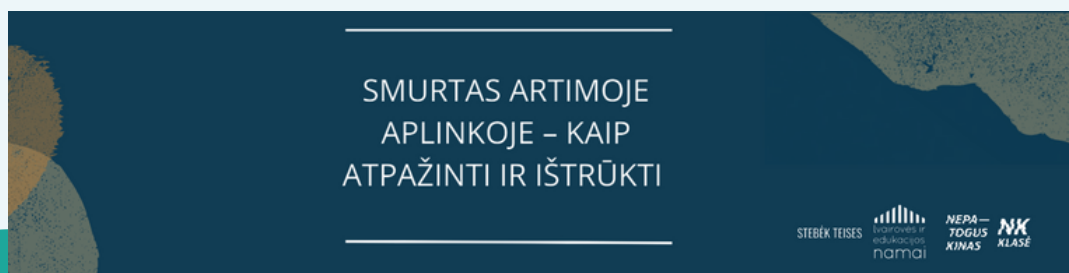 SMURTAS ARTIMOJE
APLINKOJE – KAIP
ATPAŽINTI IR IŠTRŪKTI
STEBĖK TEISES
Įvairovės ir
edukacijos
namai
NEPA—
TOGUS
KINAS
NK
KLASĖ